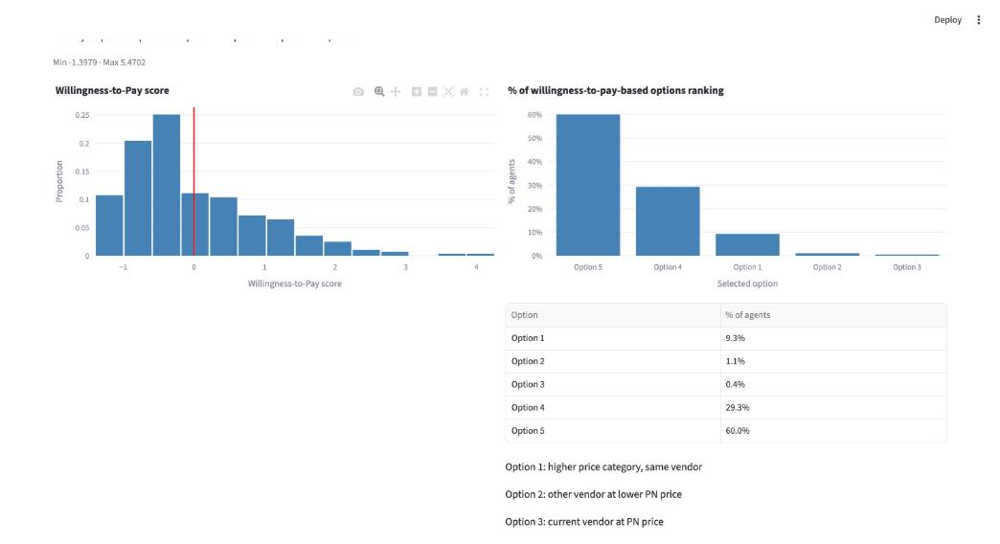 Deploy
Min -1.3979 · Max 5.4702
Willingness-to-Pay score
0.25
0.2
0.15
0.1
0.05
0
Proportion
−1
0
1
2
3
4
Willingness-to-Pay score
% of willingness-to-pay-based options ranking
60%
50%
40%
30%
20%
10%
0%
% of agents
Option 5
Option 4
Option 1
Option 2
Option 3
Selected option
Option % of agents
Option 1 9.3%
Option 2 1.1%
Option 3 0.4%
Option 4 29.3%
Option 5 60.0%
Option 1: higher price category, same vendor
Option 2: other vendor at lower PN price
Option 3: current vendor at PN price